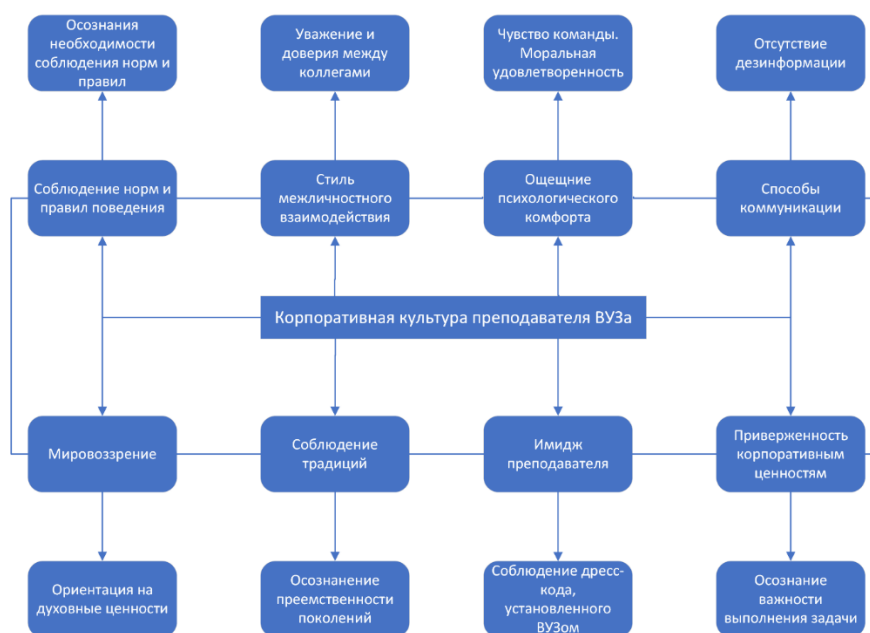 Осознания
необходимости
соблюдения норм и
правил
Уважение и
доверия между
коллегами
Чувство команды.
Моральная
удовлетворенность
Отсутствие
дезинформации
Соблюдение норм и
правил поведения
Стиль
межличностного
взаимодействия
Ощещние
психологического
комфорта
Способы
коммуникации
Корпоративная культура преподавателя ВУЗа
Мировоззрение
Соблюдение
традиций
Имидж
преподавателя
Приверженность
корпоративным
ценностям
Ориентация на
духовные ценности
Осознанение
преемственности
поколений
Соблюдение дресс-
кода,
установленного
ВУЗом
Осознание
важности
выполнения задачи